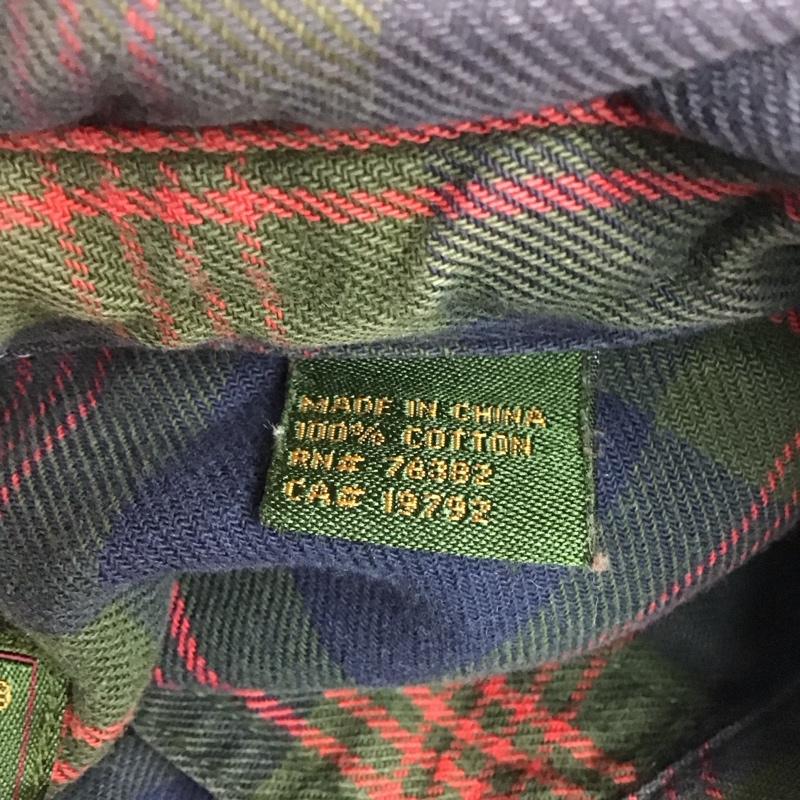 MADE IN CHINA
100% COTTON
RN# 76382
CA# 19792